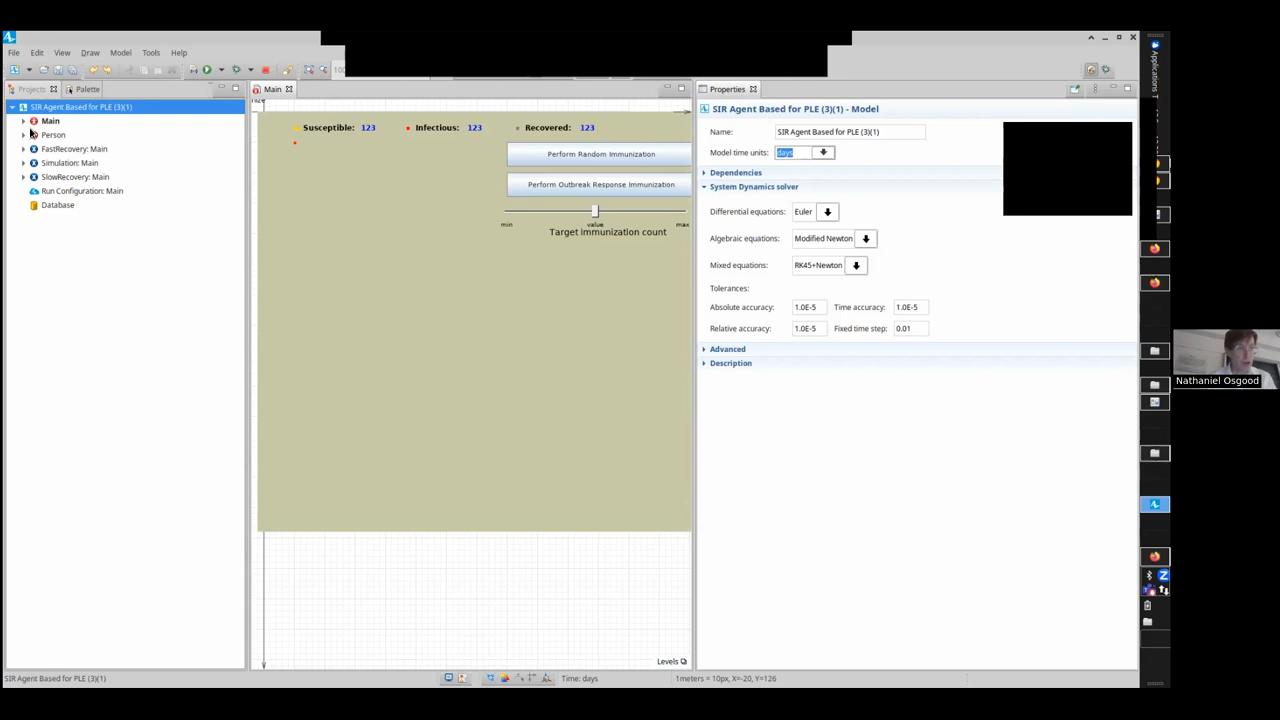 File Edit View Draw Model Tools Help
Projects Palette
SIR Agent Based for PLE (3)(1)
Main
Person
FastRecovery: Main
Simulation: Main
SlowRecovery: Main
Run Configuration: Main
Database
Main
Susceptible: 123 Infectious: 123 Recovered: 123
Perform Random Immunization
Perform Outbreak Response Immunization
min value max
Target immunization count
Levels
Properties
SIR Agent Based for PLE (3)(1) - Model
Name: SIR Agent Based for PLE (3)(1)
Model time units: days
Dependencies
System Dynamics solver
Differential equations: Euler
Algebraic equations: Modified Newton
Mixed equations: RK45+Newton
Tolerances:
Absolute accuracy: 1.0E-5 Time accuracy: 1.0E-5
Relative accuracy: 1.0E-5 Fixed time step: 0.01
Advanced
Description
SIR Agent Based for PLE (3)(1) Time: days 1meters = 10px, X=-20, Y=126
Applications
Nathaniel Osgood